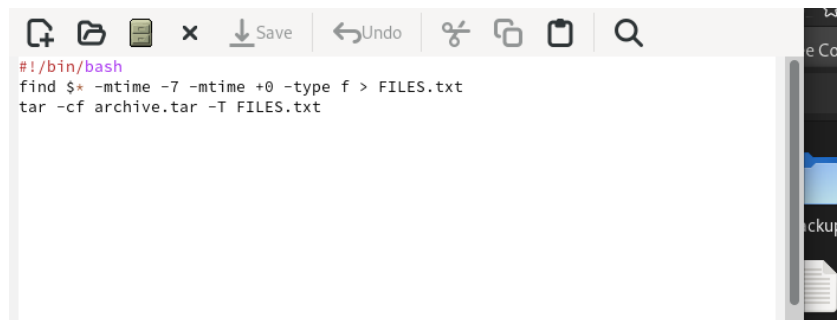 Save
Undo
#!/bin/bash
find $* -mtime -7 -mtime +0 -type f > FILES.txt
tar -cf archive.tar -T FILES.txt